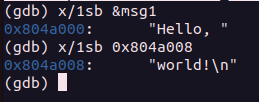 (gdb) x/1sb &msg1
0x804a000:      "Hello, "
(gdb) x/1sb 0x804a008
0x804a008:      "world!\n"
(gdb)